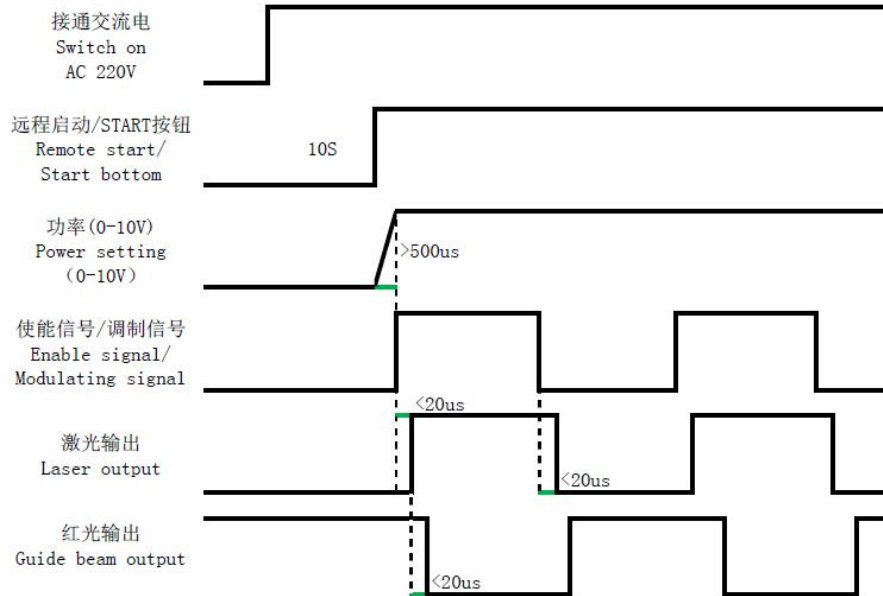 接通交流电
Switch on
AC 220V
远程启动/START按钮
Remote start/
Start bottom
10S
功率(0-10V)
Power setting
（0-10V）
>500us
使能信号/调制信号
Enable signal/
Modulating signal
<20us
激光输出
Laser output
<20us
红光输出
Guide beam output
<20us